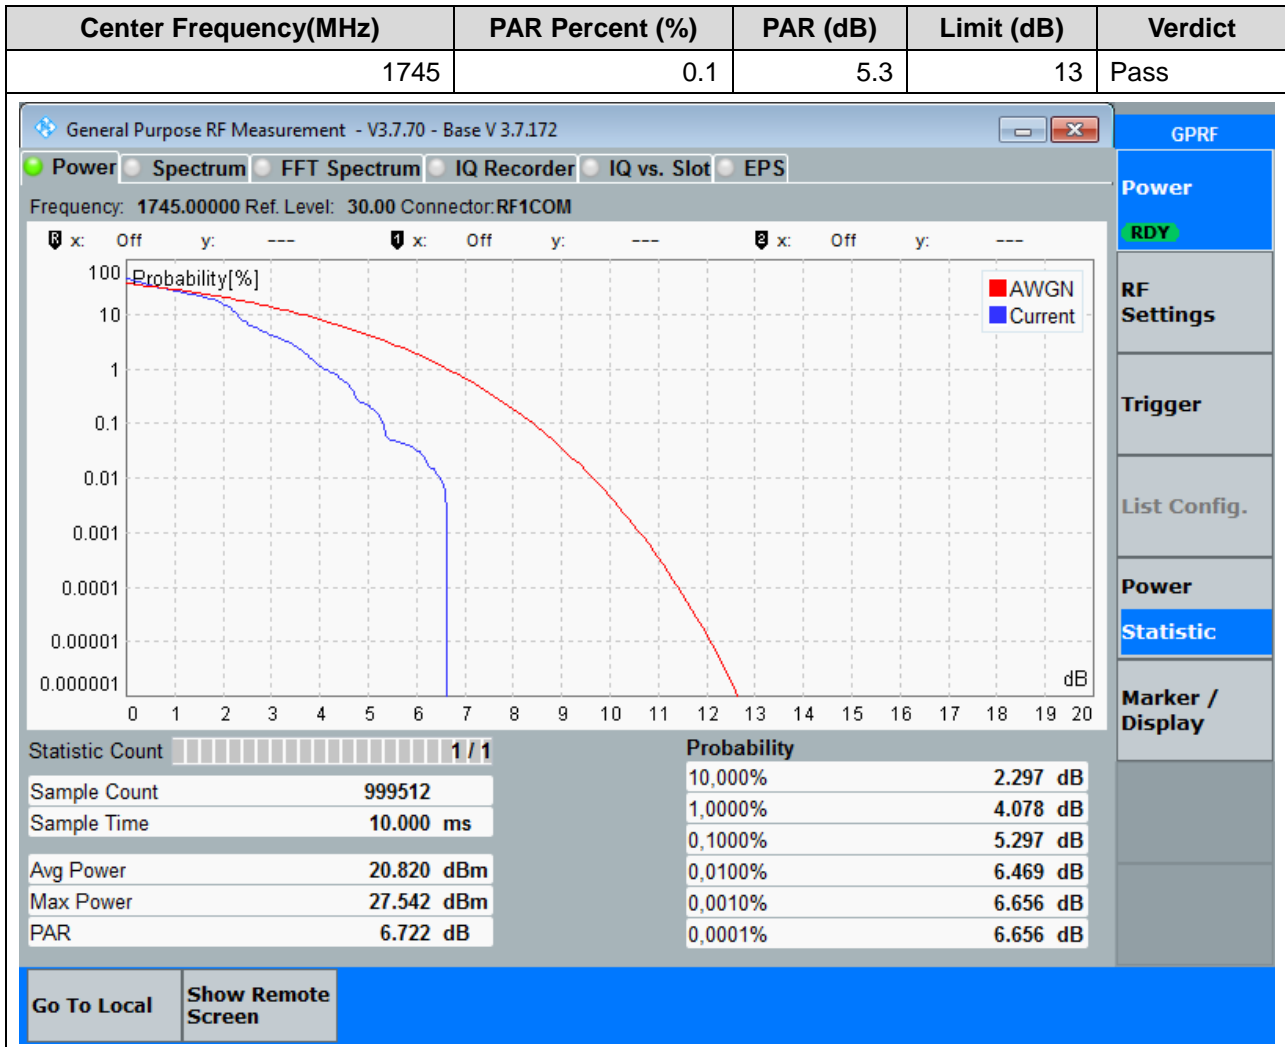 Center Frequency(MHz) PAR Percent (%) PAR (dB) Limit (dB) Verdict
1745 0.1 5.3 13 Pass
General Purpose RF Measurement - V3.7.70 - Base V 3.7.172
GPRF
Power Spectrum FFT Spectrum IQ Recorder IQ vs. Slot EPS
Frequency: 1745.00000 Ref. Level: 30.00 Connector:RF1COM
R x: Off y: --- 1 x: Off y: --- 2 x: Off y: ---
Probability[%]
AWGN
Current
100
10
1
0.1
0.01
0.001
0.0001
0.00001
0.000001
dB
0 1 2 3 4 5 6 7 8 9 10 11 12 13 14 15 16 17 18 19 20
Statistic Count 1 / 1
Sample Count 999512
Sample Time 10.000 ms
Avg Power 20.820 dBm
Max Power 27.542 dBm
PAR 6.722 dB
Probability
10,000% 2.297 dB
1,0000% 4.078 dB
0,1000% 5.297 dB
0,0100% 6.469 dB
0,0010% 6.656 dB
0,0001% 6.656 dB
Power
RDY
RF
Settings
Trigger
List Config.
Power
Statistic
Marker /
Display
Go To Local
Show Remote
Screen